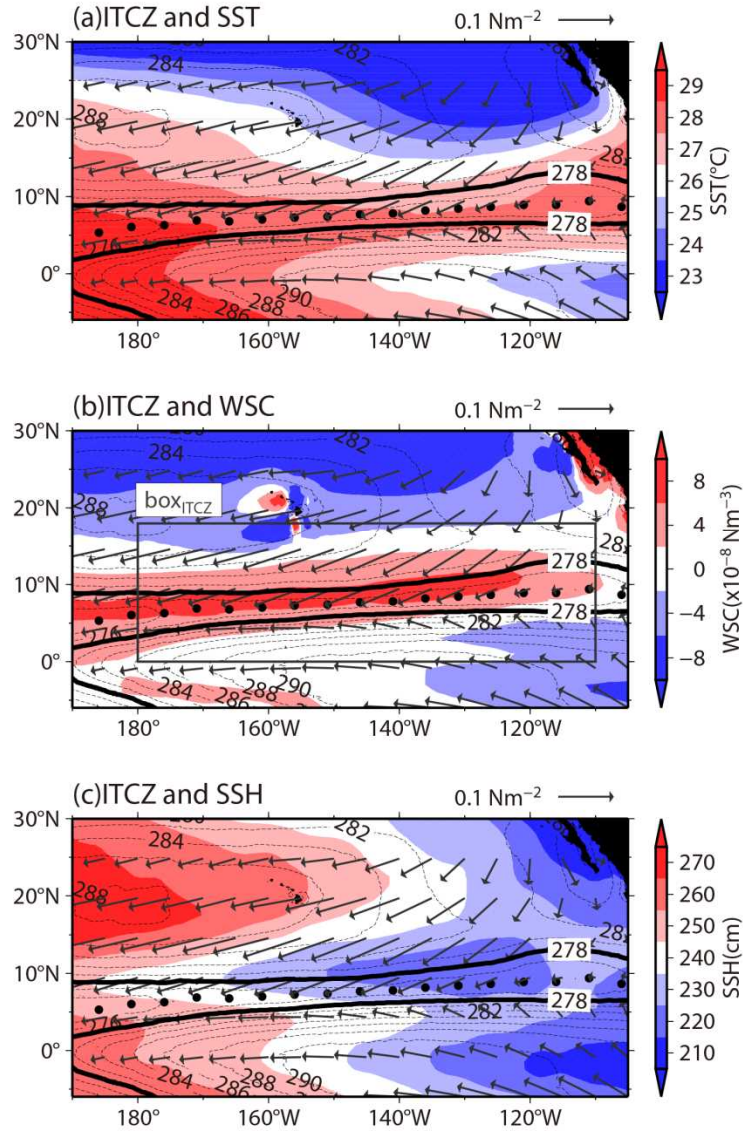 (a)ITCZ and SST
0.1 Nm⁻²
30°N
20°N
10°N
0°
180° 160°W 140°W 120°W
284
282
288
278
278
282
276
284
286
288
290
29
28
27
26
25
24
23
SST(°C)
(b)ITCZ and WSC
0.1 Nm⁻²
30°N
20°N
10°N
0°
180° 160°W 140°W 120°W
284
282
288
boxITCZ
278
278
282
276
284
286
288
290
8
4
0
−4
−8
WSC(x10⁻⁸ Nm⁻³)
(c)ITCZ and SSH
0.1 Nm⁻²
30°N
20°N
10°N
0°
180° 160°W 140°W 120°W
284
282
288
278
278
282
276
284
286
288
290
270
260
250
240
230
220
210
SSH(cm)